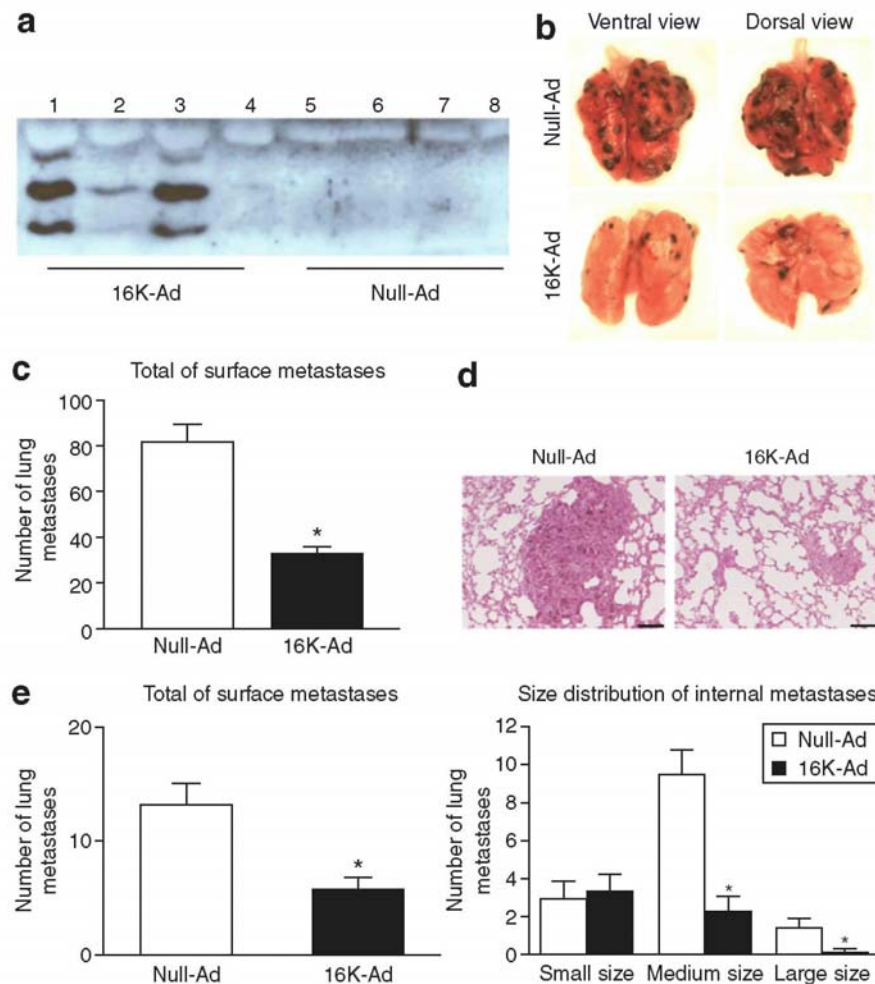 a
1 2 3 4 5 6 7 8
16K-Ad Null-Ad
b
Ventral view Dorsal view
Null-Ad
16K-Ad
c
Total of surface metastases
Number of lung
metastases
100
80
60
40
20
0
*
Null-Ad 16K-Ad
d
Null-Ad 16K-Ad
e
Total of surface metastases
Number of lung
metastases
20
10
0
*
Null-Ad 16K-Ad
Size distribution of internal metastases
Number of lung
metastases
12
10
8
6
4
2
0
Null-Ad
16K-Ad
*
*
Small size Medium size Large size